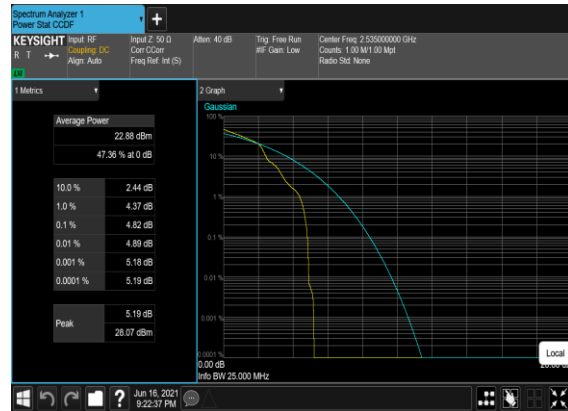 Spectrum Analyzer 1
Power Stat CCDF
KEYSIGHT
R T
Input: RF
Coupling: DC
Align: Auto
Input Z: 50 Ω
Corr CCorr
Freq Ref: Int (S)
Atten: 40 dB
Trig: Free Run
#IF Gain: Low
Center Freq: 2.535000000 GHz
Counts: 1.00 M/1.00 Mpt
Radio Std: None
1 Metrics
Average Power
22.88 dBm
47.36 % at 0 dB
10.0 % 2.44 dB
1.0 % 4.37 dB
0.1 % 4.82 dB
0.01 % 4.89 dB
0.001 % 5.18 dB
0.0001 % 5.19 dB
Peak
5.19 dB
28.07 dBm
2 Graph
Gaussian
100 %
10 %
1 %
0.1 %
0.01 %
0.001 %
0.0001 %
0.00 dB
Info BW 25.000 MHz
Local
?
Jun 16, 2021
9:22:37 PM